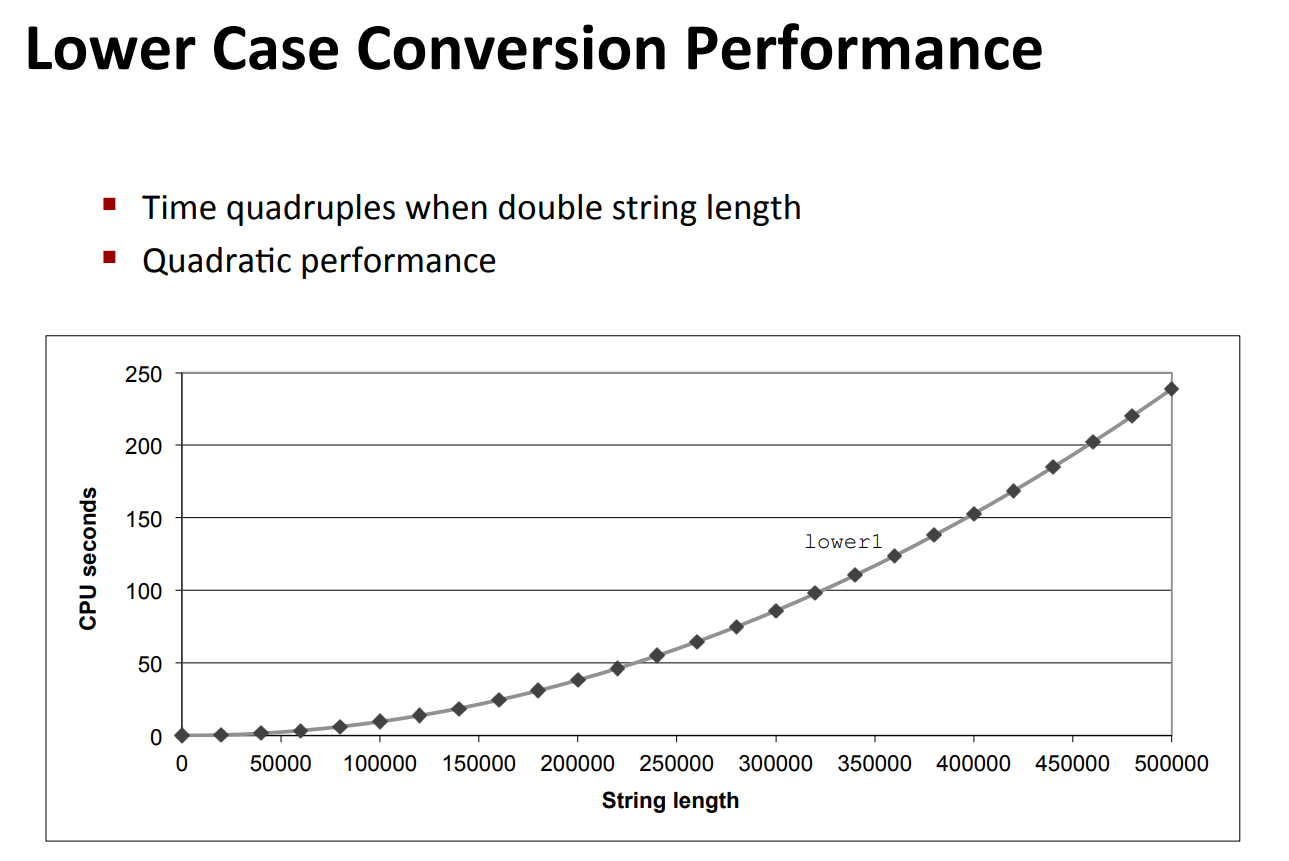 Lower Case Conversion Performance
Time quadruples when double string length
Quadratic performance
250
200
150
100
50
0
CPU seconds
lower1
0 50000 100000 150000 200000 250000 300000 350000 400000 450000 500000
String length